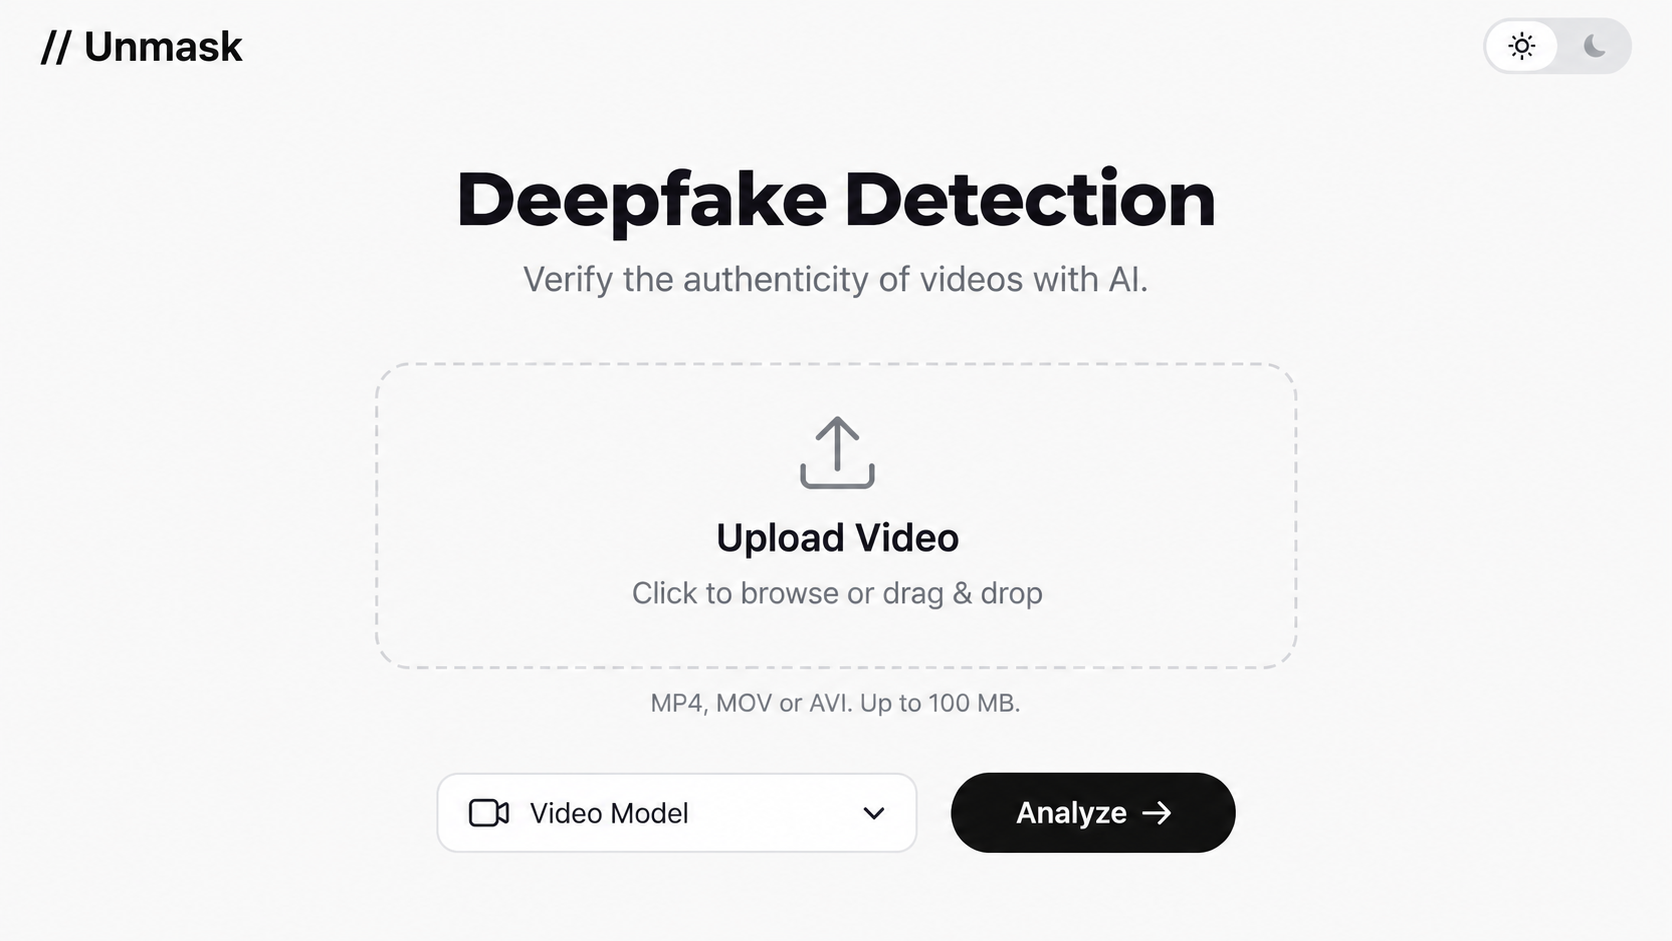 // Unmask
Deepfake Detection
Verify the authenticity of videos with AI.
Upload Video
Click to browse or drag & drop
MP4, MOV or AVI. Up to 100 MB.
Video Model
Analyze →